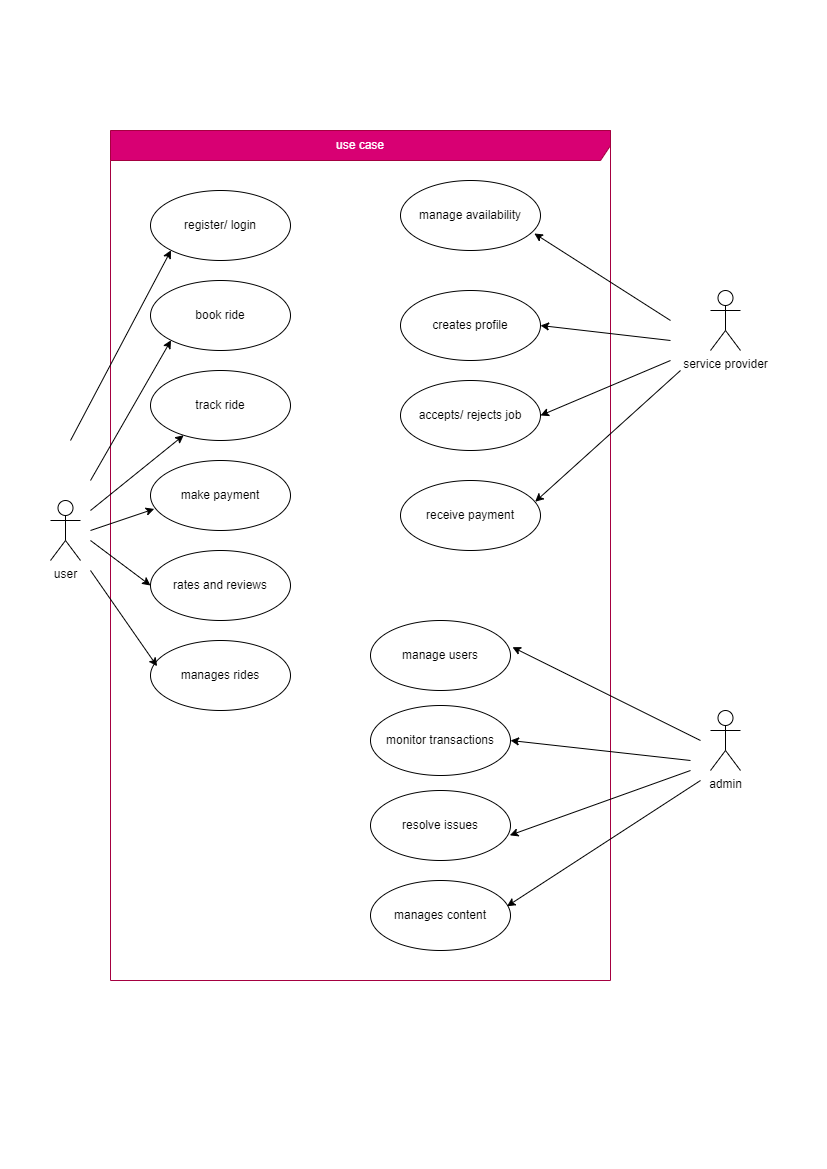 use case
register/ login
book ride
track ride
make payment
rates and reviews
manages rides
user
manage availability
creates profile
accepts/ rejects job
receive payment
service provider
manage users
monitor transactions
resolve issues
manages content
admin